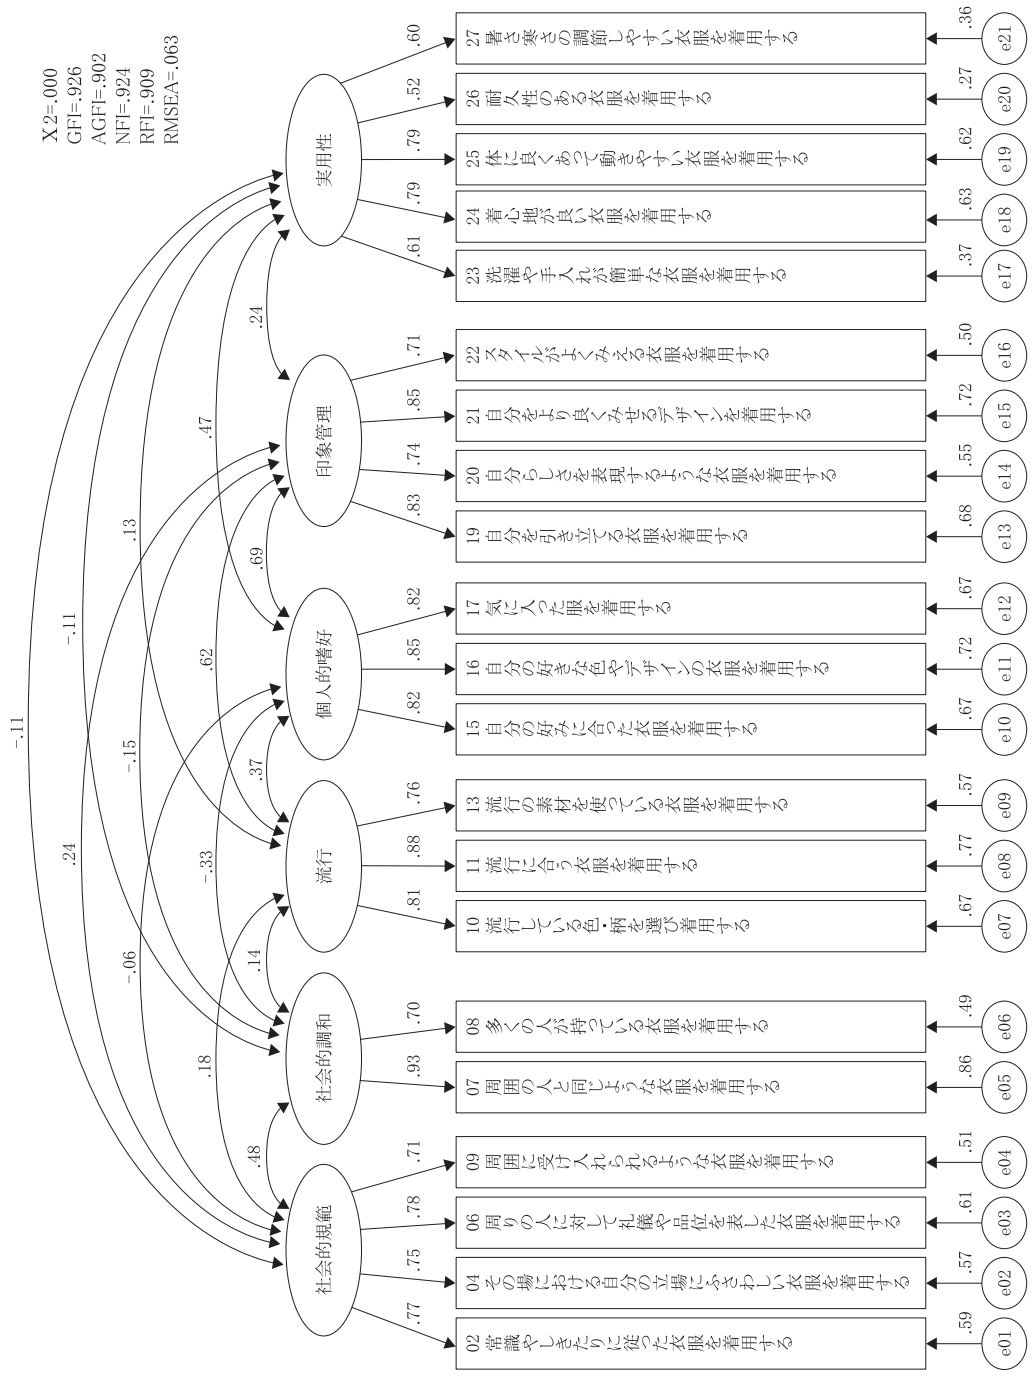 X2=.000
GFI=.926
AGFI=.902
NFI=.924
RFI=.909
RMSEA=.063
-.11
.24
-.11
-.06
-.15
.13
.18
-.33
.62
.47
.48
.14
.37
.69
.24
社会的規範
社会的調和
流行
個人的嗜好
印象管理
実用性
.77
.75
.78
.71
.93
.70
.81
.88
.76
.82
.85
.82
.83
.74
.85
.71
.61
.79
.79
.52
.60
02 常識やしきたりに従った衣服を着用する
04 その場における自分の立場にふさわしい衣服を着用する
06 周りの人に対して礼儀や品位を表した衣服を着用する
09 周囲に受け入れられるような衣服を着用する
07 周囲の人と同じような衣服を着用する
08 多くの人が持っている衣服を着用する
10 流行している色・柄を選び着用する
11 流行に合う衣服を着用する
13 流行の素材を使っている衣服を着用する
15 自分の好みに合った衣服を着用する
16 自分の好きな色やデザインの衣服を着用する
17 気に入った服を着用する
19 自分を引き立てる衣服を着用する
20 自分らしさを表現するような衣服を着用する
21 自分をより良くみせるデザインを着用する
22 スタイルがよくみえる衣服を着用する
23 洗濯や手入れが簡単な衣服を着用する
24 着心地が良い衣服を着用する
25 体に良くあって動きやすい衣服を着用する
26 耐久性のある衣服を着用する
27 暑さ寒さの調節しやすい衣服を着用する
.59
.57
.61
.51
.86
.49
.67
.77
.57
.67
.72
.67
.68
.55
.72
.50
.37
.63
.62
.27
.36
e01
e02
e03
e04
e05
e06
e07
e08
e09
e10
e11
e12
e13
e14
e15
e16
e17
e18
e19
e20
e21